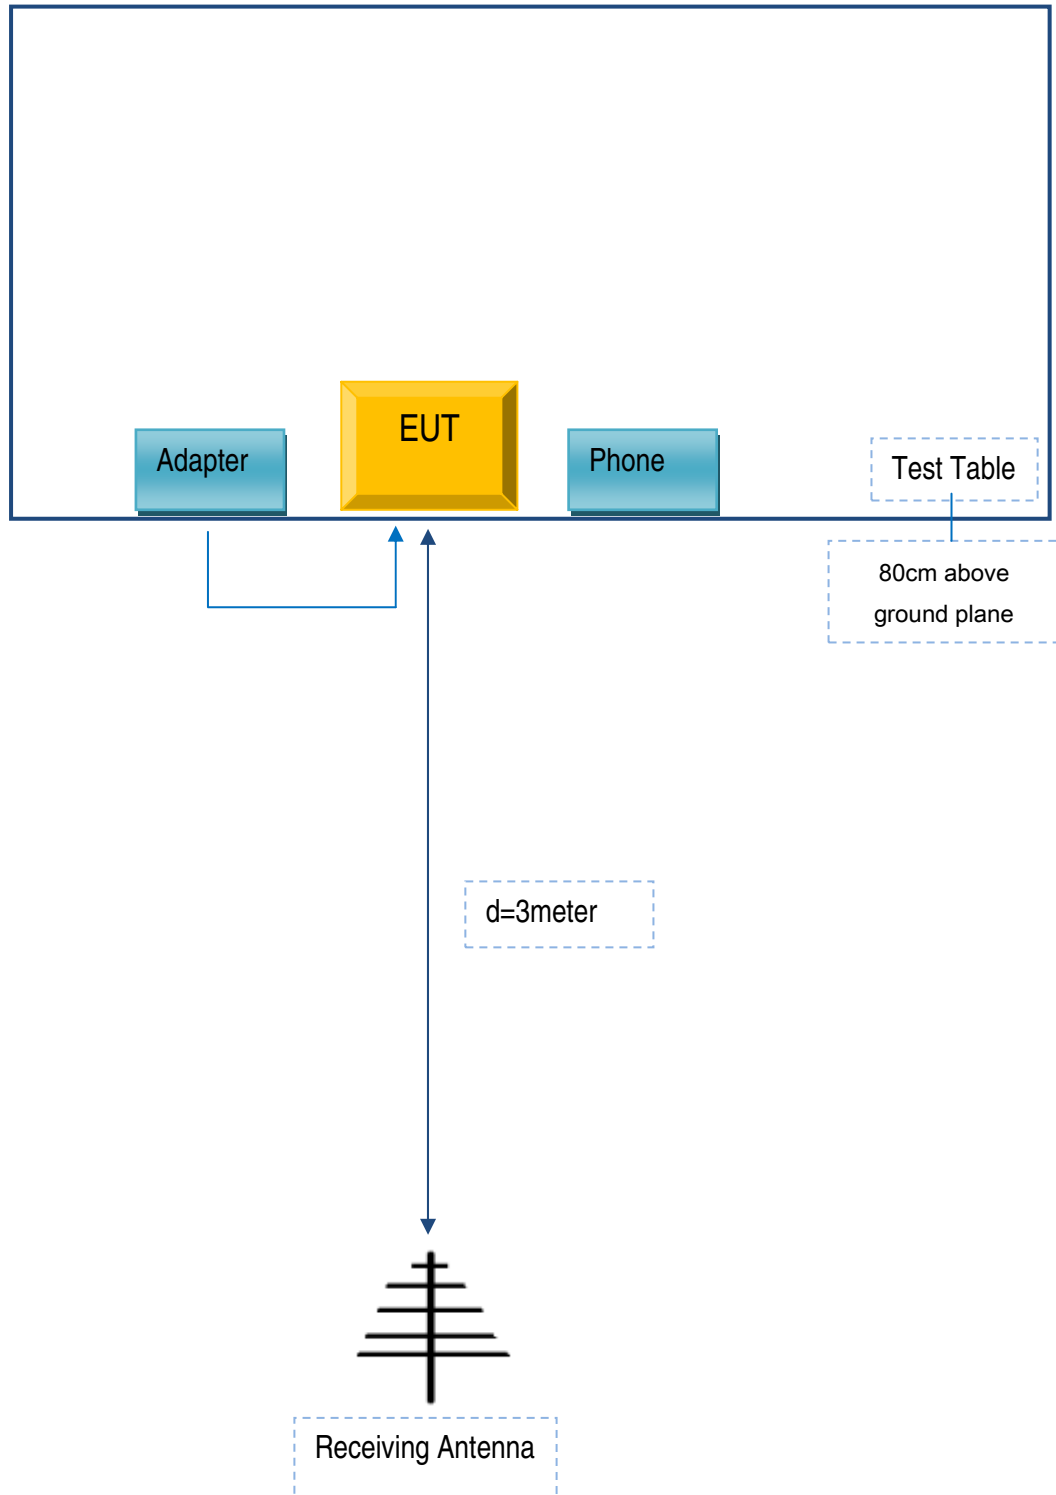 EUT
Adapter
Phone
Test Table
80cm above
ground plane
d=3meter
Receiving Antenna